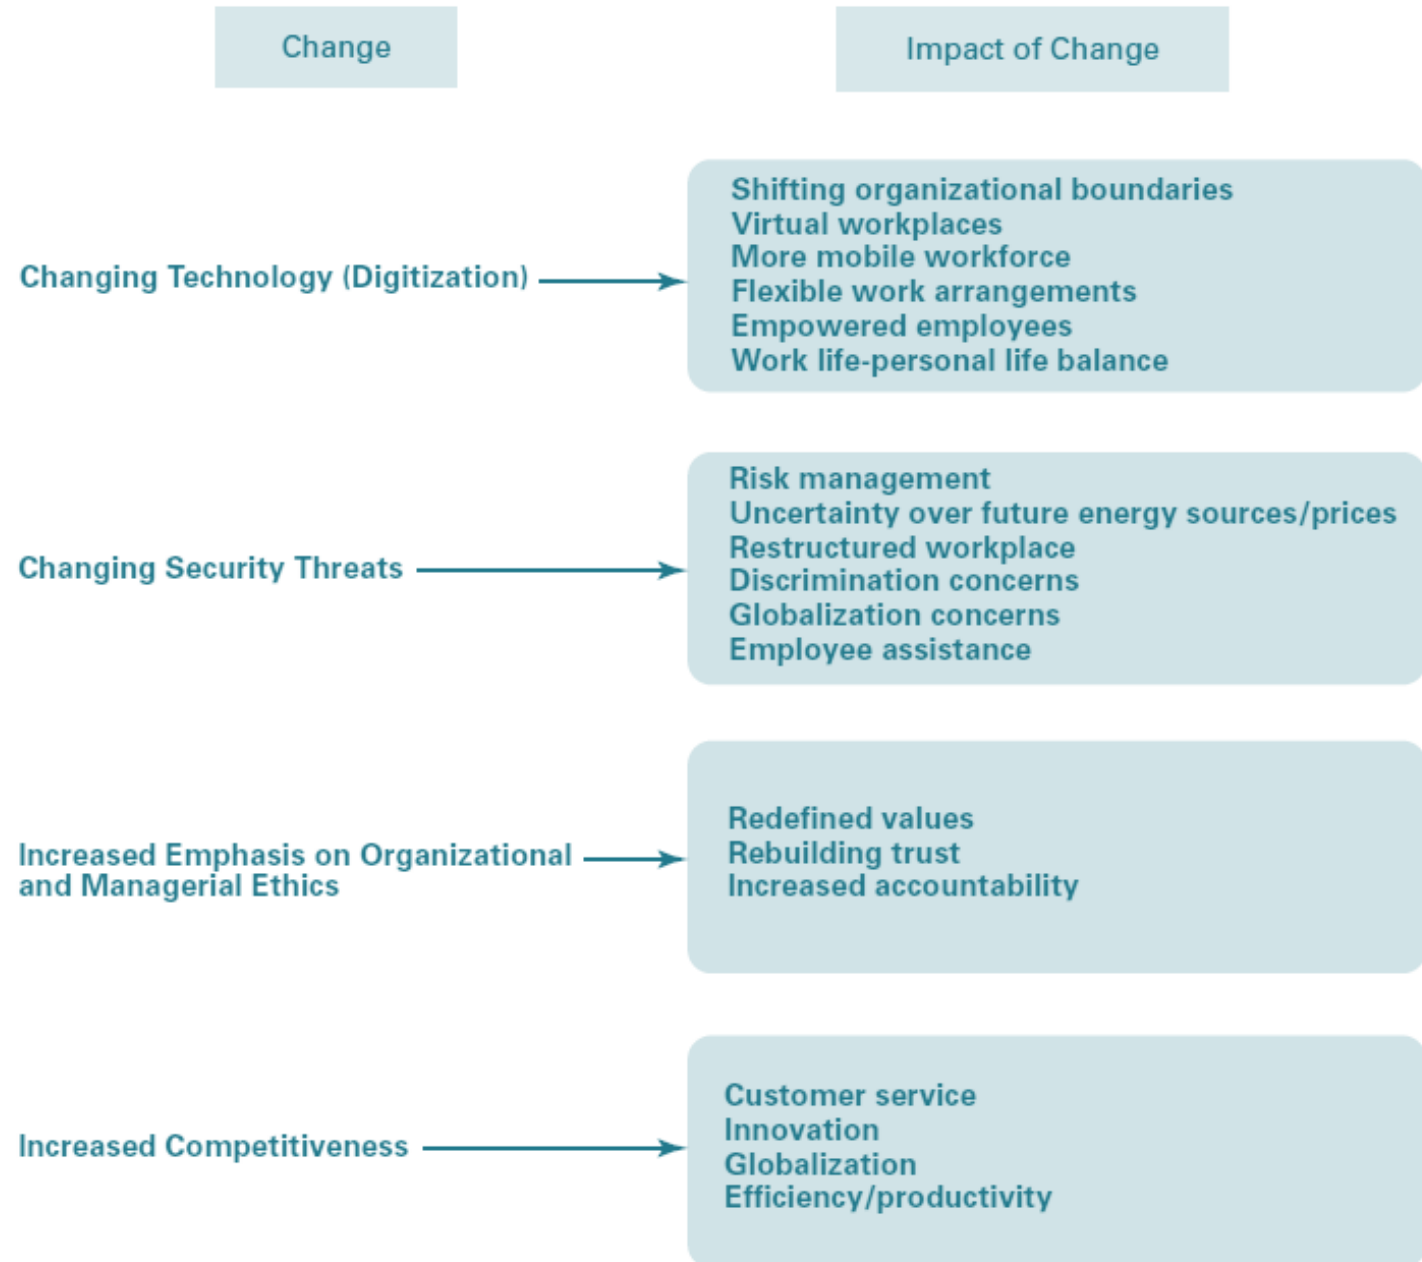 Change
Impact of Change
Changing Technology (Digitization)
Shifting organizational boundaries
Virtual workplaces
More mobile workforce
Flexible work arrangements
Empowered employees
Work life-personal life balance
Changing Security Threats
Risk management
Uncertainty over future energy sources/prices
Restructured workplace
Discrimination concerns
Globalization concerns
Employee assistance
Increased Emphasis on Organizational
and Managerial Ethics
Redefined values
Rebuilding trust
Increased accountability
Increased Competitiveness
Customer service
Innovation
Globalization
Efficiency/productivity